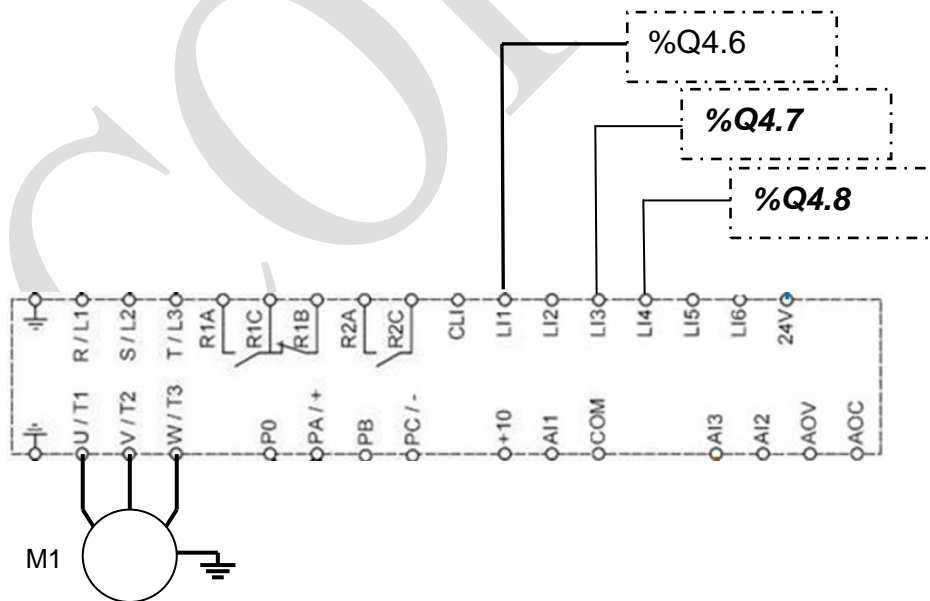 %Q4.6
%Q4.7
%Q4.8
R / L1
S / L2
T / L3
R1A
R1C
R1B
R2A
R2C
CLI
LI1
LI2
LI3
LI4
LI5
LI6
24V
U / T1
V / T2
W / T3
P0
PA / +
PB
PC / -
+10
AI1
COM
AI3
AI2
AOV
AOC
M1